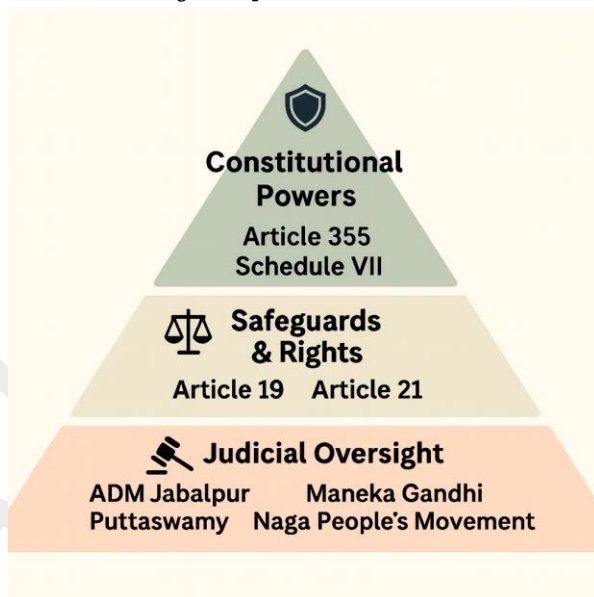 Constitutional
Powers
Article 355
Schedule VII
Safeguards
& Rights
Article 19 Article 21
Judicial Oversight
ADM Jabalpur Maneka Gandhi
Puttaswamy Naga People's Movement